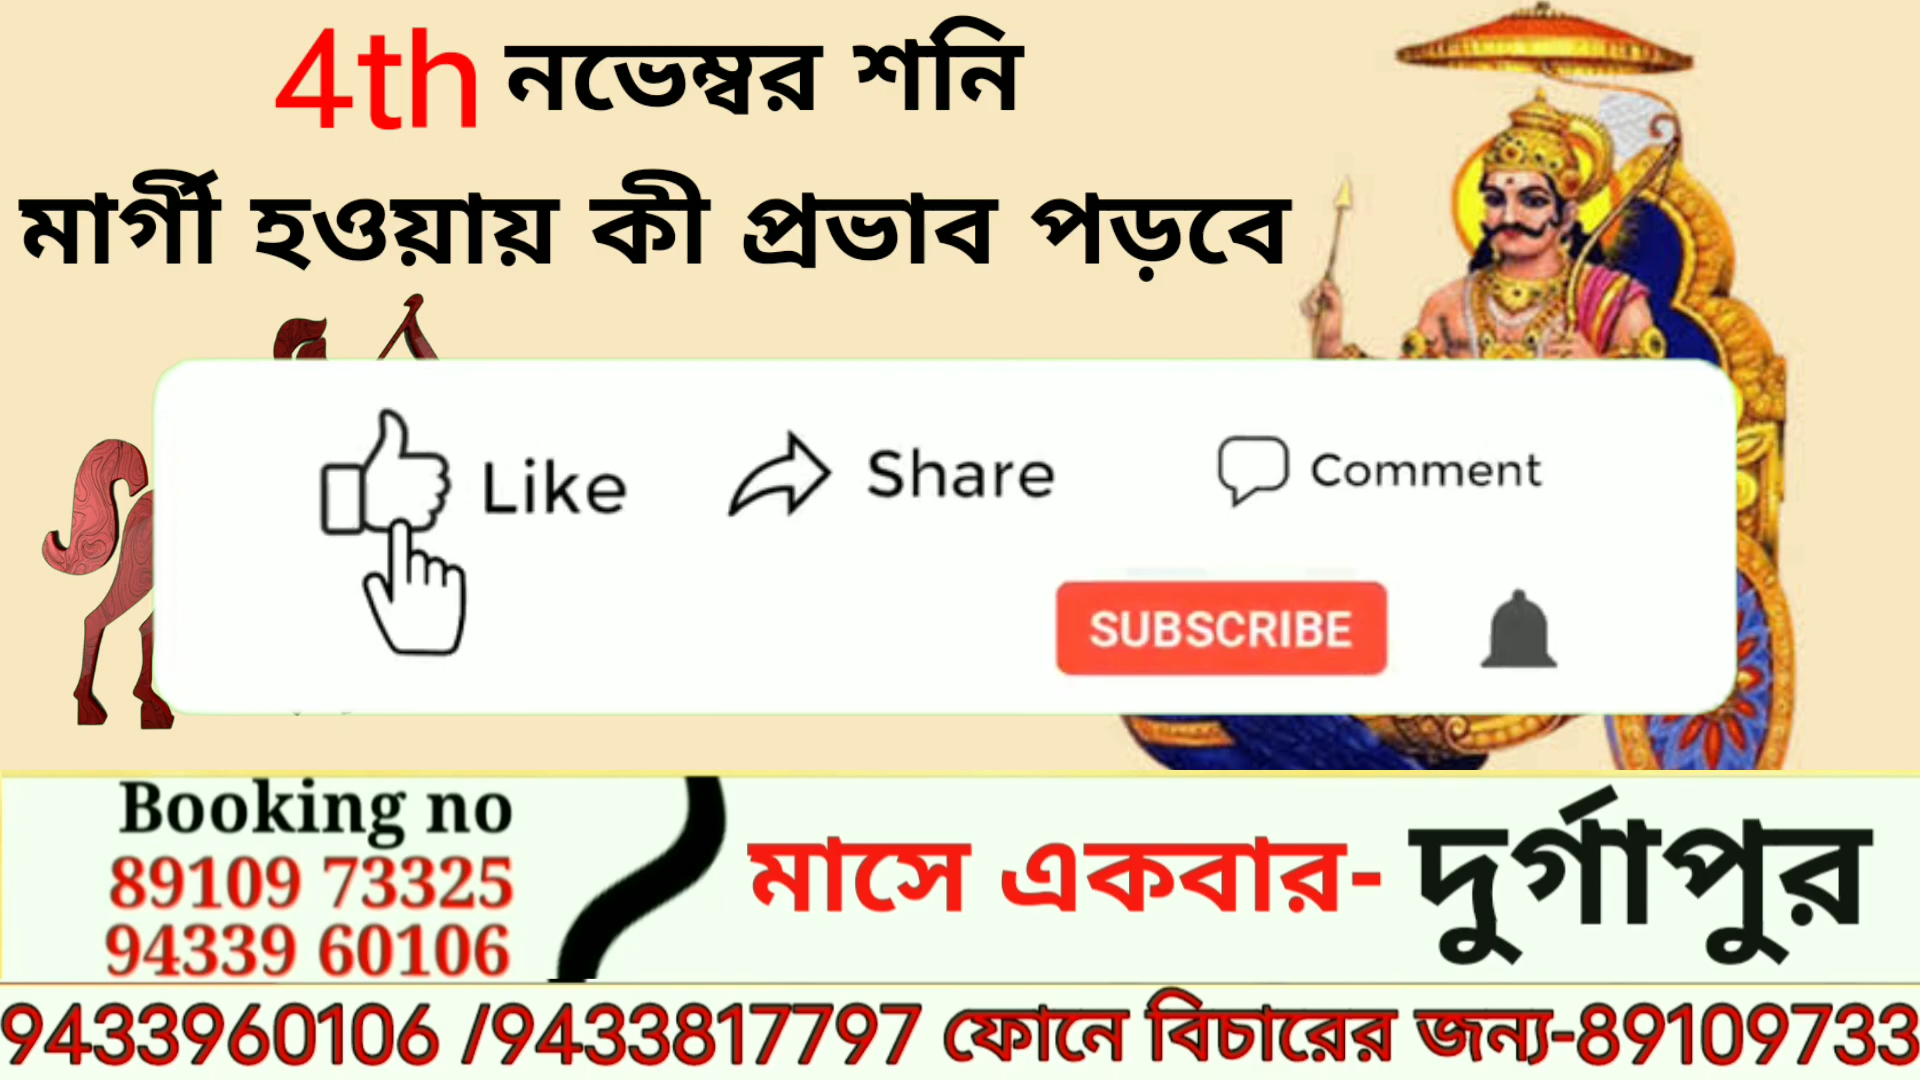 4th নভেম্বর শনি
মার্গী হওয়ায় কী প্রভাব পড়বে
Like Share Comment
SUBSCRIBE
Booking no
89109 73325
94339 60106
মাসে একবার- দুর্গাপুর
9433960106 /9433817797 ফোনে বিচারের জন্য-89109733